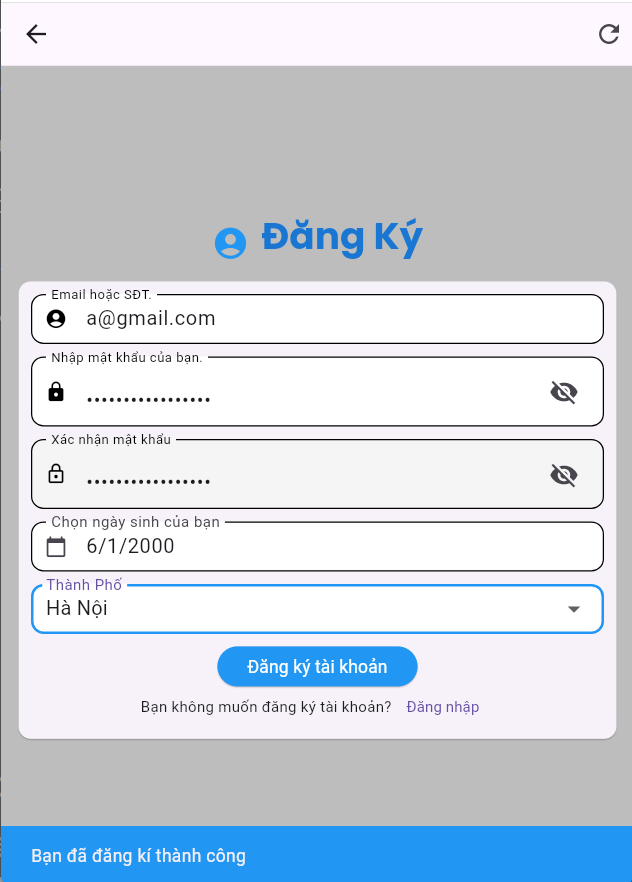 Đăng Ký
Email hoặc SĐT.
a@gmail.com
Nhập mật khẩu của bạn.
•••••••••••••••••
Xác nhận mật khẩu
•••••••••••••••••
Chọn ngày sinh của bạn
6/1/2000
Thành Phố
Hà Nội
Đăng ký tài khoản
Bạn không muốn đăng ký tài khoản? Đăng nhập
Bạn đã đăng kí thành công